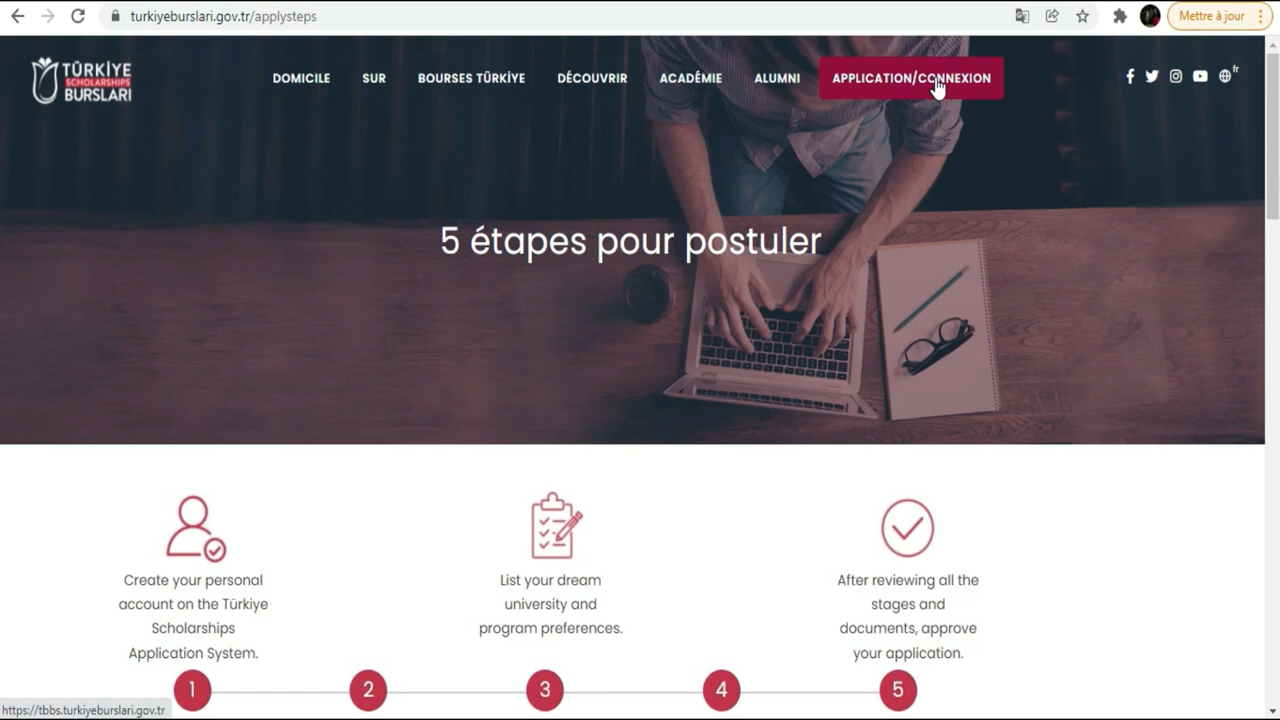 turkiyeburslari.gov.tr/applysteps
Mettre à jour
TÜRKİYE
SCHOLARSHIPS
BURSLARI
DOMICILE
SUR
BOURSES TÜRKİYE
DÉCOUVRIR
ACADÉMIE
ALUMNI
APPLICATION/CONNEXION
fr
5 étapes pour postuler
Create your personal
account on the Türkiye
Scholarships
Application System.
List your dream
university and
program preferences.
After reviewing all the
stages and
documents, approve
your application.
1
2
3
4
5
https://tbbs.turkiyeburslari.gov.tr